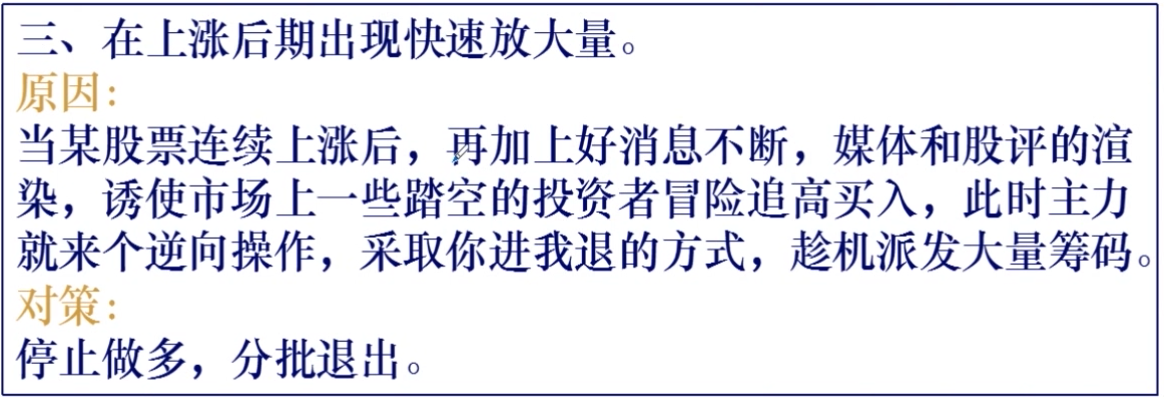 三、在上涨后期出现快速放大量。
原因：
当某股票连续上涨后，再加上好消息不断，媒体和股评的渲
染，诱使市场上一些踏空的投资者冒险追高买入，此时主力
就来个逆向操作，采取你进我退的方式，趁机派发大量筹码。
对策：
停止做多，分批退出。